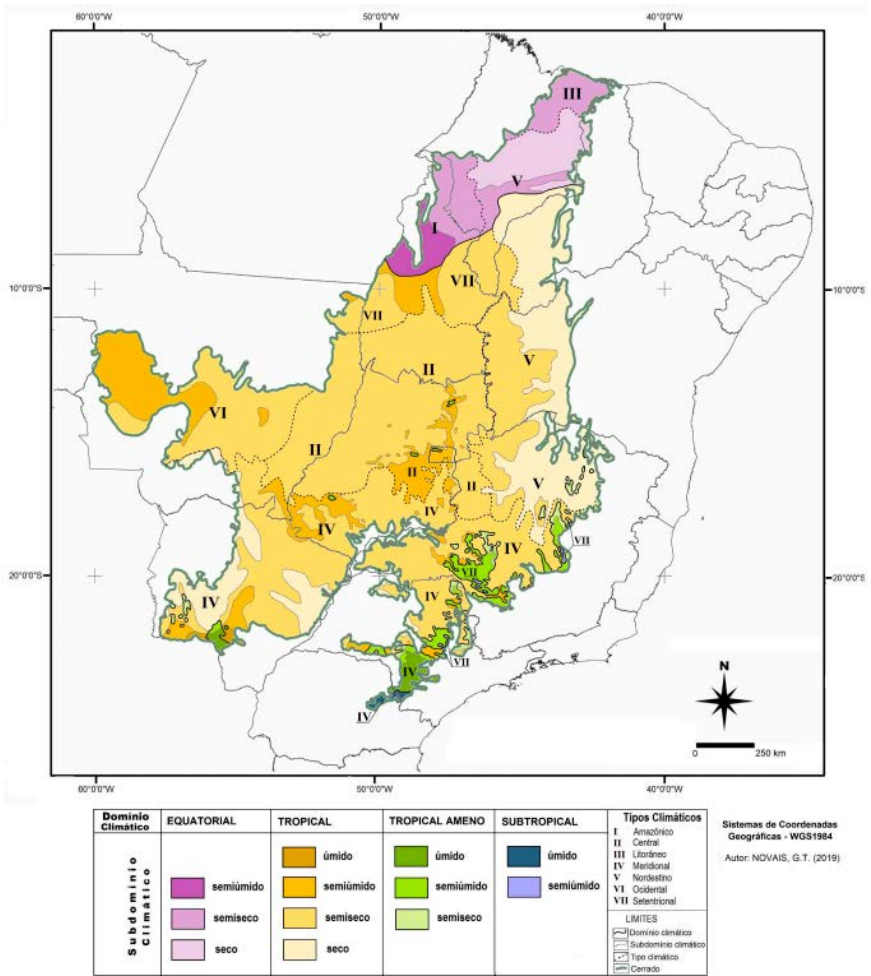 60°0'0"W 50°0'0"W 40°0'0"W
III
V
I
VII
10°0'0"S 10°0'0"S
VII
II
V
VI
II
II
II
V
IV
IV
IV
VII
20°0'0"S 20°0'0"S
VII
IV
IV
VII
IV
IV
N
0 250 km
60°0'0"W 50°0'0"W 40°0'0"W
Domínio Climático
EQUATORIAL
TROPICAL
TROPICAL AMENO
SUBTROPICAL
Subdomínio Climático
semiúmido
semiseco
seco
úmido
semiúmido
semiseco
seco
úmido
semiúmido
semiseco
úmido
semiúmido
Tipos Climáticos
I Amazônico
II Central
III Litorâneo
IV Meridional
V Nordestino
VI Ocidental
VII Setentrional
LIMITES
Domínio climático
Subdomínio climático
Tipo climático
Cerrado
Sistemas de Coordenadas
Geográficas - WGS1984
Autor: NOVAIS, G.T. (2019)